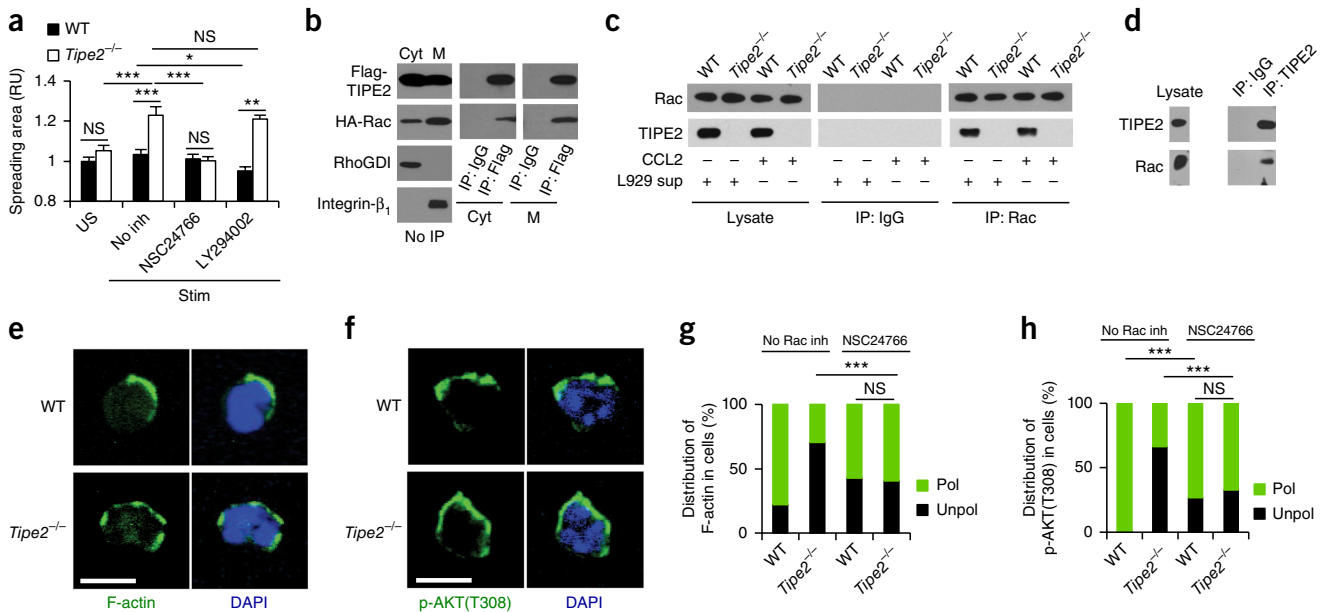 a
WT
Tipe2–/–
NS
*
*** ***
NS
***
NS
**
Spreading area (RU)
1.4
1.2
1
0.8
US
No inh
NSC24766
LY294002
Stim
b
Cyt M
Flag-
TIPE2
HA-Rac
RhoGDI
Integrin-β1
IP: IgG
IP: Flag
IP: IgG
IP: Flag
Cyt
M
No IP
c
WT Tipe2–/– WT Tipe2–/–
WT Tipe2–/– WT Tipe2–/–
WT Tipe2–/– WT Tipe2–/–
Rac
TIPE2
CCL2 – – + + – – + + – – + +
L929 sup + + – – + + – – + + – –
Lysate
IP: IgG
IP: Rac
d
Lysate
IP: IgG
IP: TIPE2
TIPE2
Rac
e
WT
Tipe2–/–
F-actin
DAPI
f
WT
Tipe2–/–
p-AKT(T308)
DAPI
g
No Rac inh
NSC24766
***
NS
Distribution of
F-actin in cells (%)
100
50
0
Pol
Unpol
WT
Tipe2–/–
WT
Tipe2–/–
h
No Rac inh
NSC24766
***
***
NS
Distribution of
p-AKT(T308) in cells (%)
100
50
0
Pol
Unpol
WT
Tipe2–/–
WT
Tipe2–/–